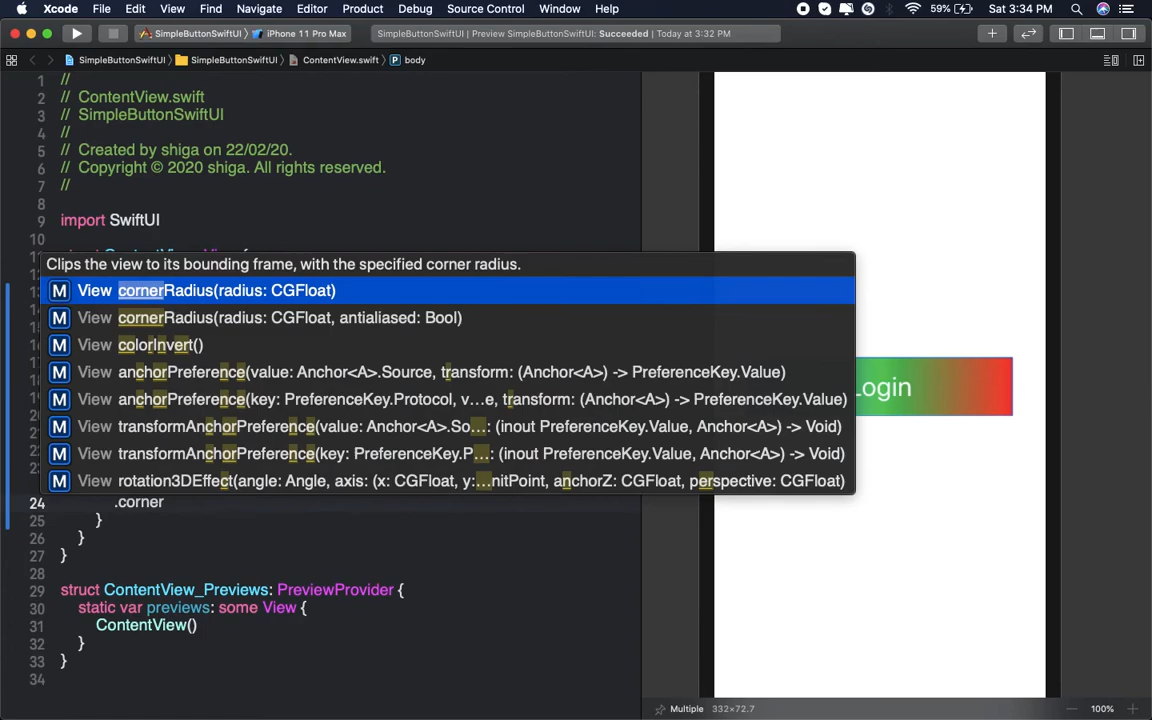 Xcode File Edit View Find Navigate Editor Product Debug Source Control Window Help 59% Sat 3:34 PM
SimpleButtonSwiftUI iPhone 11 Pro Max SimpleButtonSwiftUI | Preview SimpleButtonSwiftUI: Succeeded | Today at 3:32 PM
SimpleButtonSwiftUI SimpleButtonSwiftUI ContentView.swift P body
1 //
2 // ContentView.swift
3 // SimpleButtonSwiftUI
4 //
5 // Created by shiga on 22/02/20.
6 // Copyright © 2020 shiga. All rights reserved.
7 //
8
9 import SwiftUI
10
Clips the view to its bounding frame, with the specified corner radius.
M View cornerRadius(radius: CGFloat)
M View cornerRadius(radius: CGFloat, antialiased: Bool)
M View colorInvert()
M View anchorPreference(value: Anchor<A>.Source, transform: (Anchor<A>) -> PreferenceKey.Value)
M View anchorPreference(key: PreferenceKey.Protocol, v...e, transform: (Anchor<A>) -> PreferenceKey.Value)
M View transformAnchorPreference(value: Anchor<A>.So...: (inout PreferenceKey.Value, Anchor<A>) -> Void)
M View transformAnchorPreference(key: PreferenceKey.P...: (inout PreferenceKey.Value, Anchor<A>) -> Void)
M View rotation3DEffect(angle: Angle, axis: (x: CGFloat, y:...nitPoint, anchorZ: CGFloat, perspective: CGFloat)
Login
24 .corner
25 }
26 }
27 }
28
29 struct ContentView_Previews: PreviewProvider {
30 static var previews: some View {
31 ContentView()
32 }
33 }
34
Multiple 332×72.7 100%